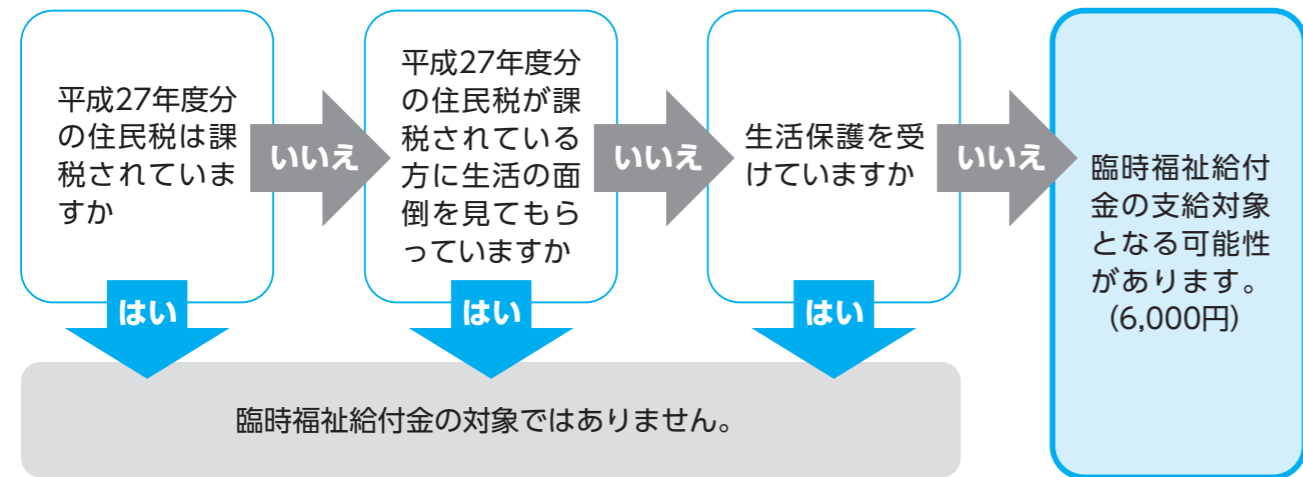 平成27年度分
の住民税は課
税されていま
すか
いいえ
はい
平成27年度分
の住民税が課
税されている
方に生活の面
倒を見てもら
っていますか
いいえ
はい
生活保護を受
けていますか
いいえ
はい
臨時福祉給付
金の支給対象
となる可能性
があります。
（6,000円）
臨時福祉給付金の対象ではありません。